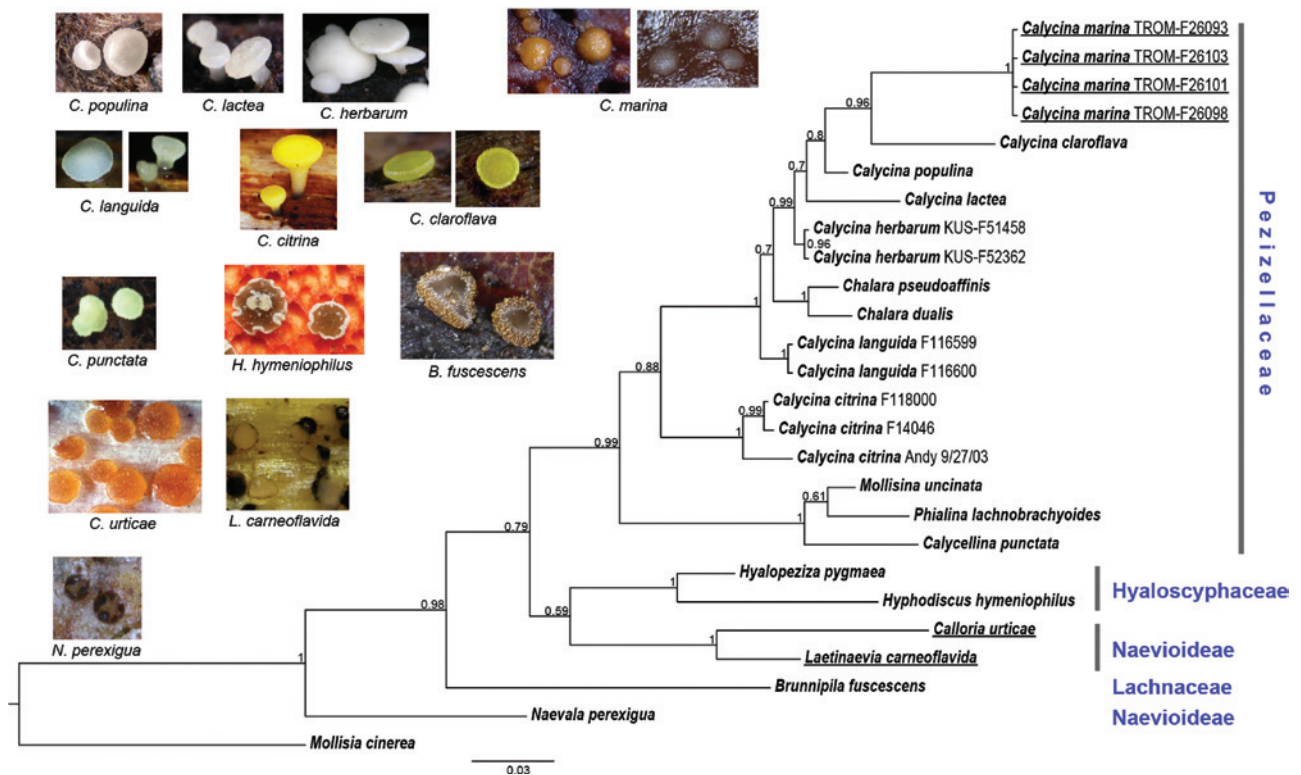 C. populina
C. lactea
C. herbarum
C. marina
C. languida
C. citrina
C. claroflava
C. punctata
H. hymeniophilus
B. fuscescens
C. urticae
L. carneoflavida
N. perexigua
Calycina marina TROM-F26093
Calycina marina TROM-F26103
1
Calycina marina TROM-F26101
Calycina marina TROM-F26098
0.96
Calycina claroflava
0.8
Calycina populina
0.7
Calycina lactea
0.99
Calycina herbarum KUS-F51458
0.96
Calycina herbarum KUS-F52362
0.7
Chalara pseudoaffinis
1
Chalara dualis
1
Calycina languida F116599
1
Calycina languida F116600
0.88
Calycina citrina F118000
0.99
Calycina citrina F14046
1
Calycina citrina Andy 9/27/03
0.99
Mollisina uncinata
0.61
Phialina lachnobrachyoides
1
Calycellina punctata
0.79
Hyalopeziza pygmaea
1
Hyphodiscus hymeniophilus
0.59
Calloria urticae
1
Laetinaevia carneoflavida
0.98
Brunnipila fuscescens
1
Naevala perexigua
Mollisia cinerea
0.03
Pezizellaceae
Hyaloscyphaceae
Naevioideae
Lachnaceae
Naevioideae